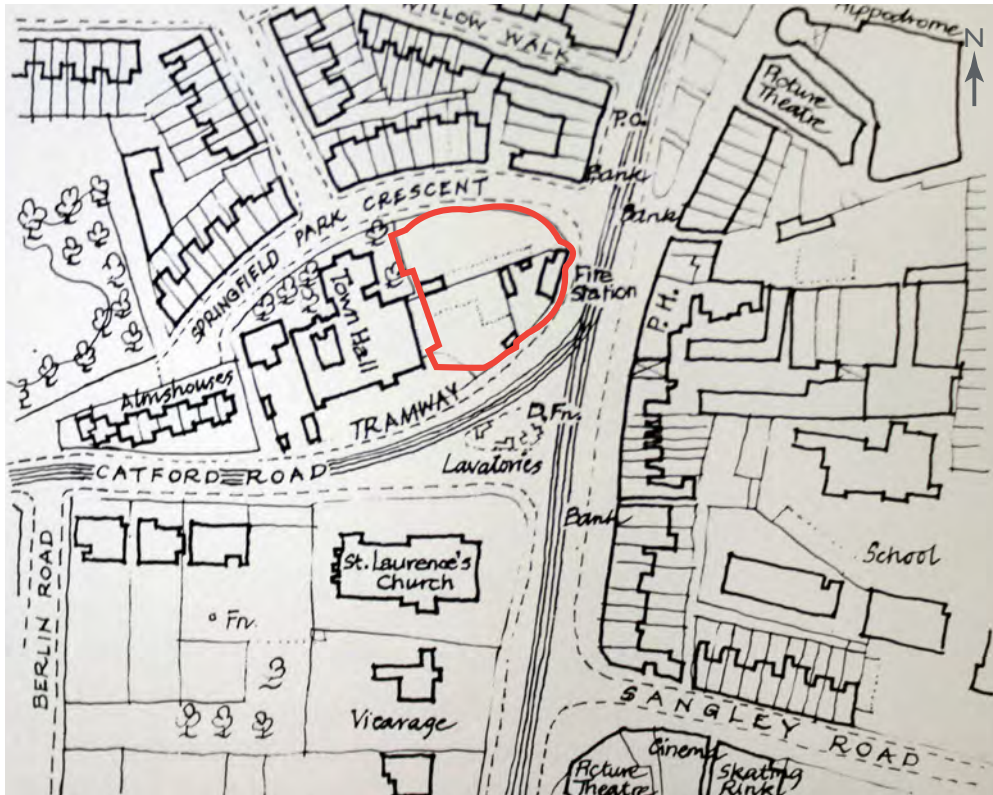 WILLOW WALK
Hippodrome
N
Picture
Theatre
P.O.
Bank
Bank
SPRINGFIELD PARK CRESCENT
Fire
Station
P.H.
Town Hall
Almshouses
TRAMWAY
D.Fn.
Lavatories
CATFORD ROAD
Bank
BERLIN ROAD
St. Laurence's
Church
School
Fn.
Vicarage
SANGLEY ROAD
Cinema
Picture
Theatre
Skating
Rink